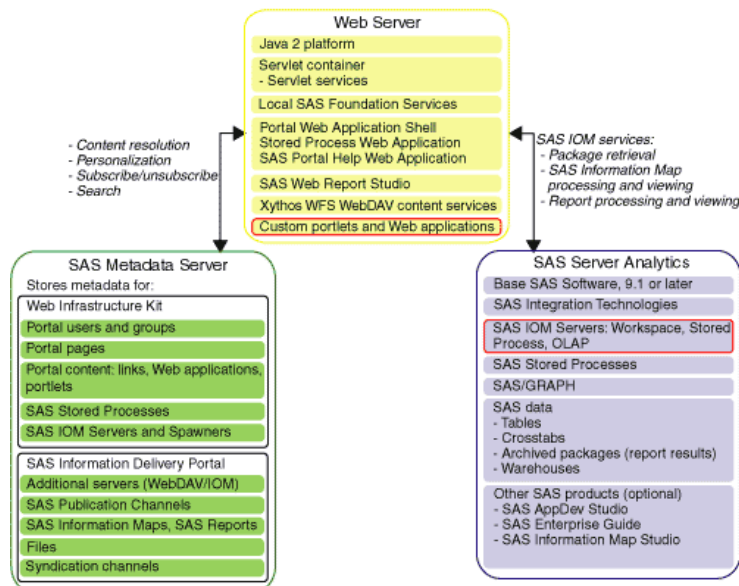 Web Server
Java 2 platform
Servlet container
- Servlet services
Local SAS Foundation Services
Portal Web Application Shell
Stored Process Web Application
SAS Portal Help Web Application
SAS Web Report Studio
Xythos WFS WebDAV content services
Custom portlets and Web applications
- Content resolution
- Personalization
- Subscribe/unsubscribe
- Search
SAS IOM services:
- Package retrieval
- SAS Information Map
processing and viewing
- Report processing and viewing
SAS Metadata Server
Stores metadata for:
Web Infrastructure Kit
Portal users and groups
Portal pages
Portal content: links, Web applications,
portlets
SAS Stored Processes
SAS IOM Servers and Spawners
SAS Information Delivery Portal
Additional servers (WebDAV/IOM)
SAS Publication Channels
SAS Information Maps, SAS Reports
Files
Syndication channels
SAS Server Analytics
Base SAS Software, 9.1 or later
SAS Integration Technologies
SAS IOM Servers: Workspace, Stored
Process, OLAP
SAS Stored Processes
SAS/GRAPH
SAS data
- Tables
- Crosstabs
- Archived packages (report results)
- Warehouses
Other SAS products (optional)
- SAS AppDev Studio
- SAS Enterprise Guide
- SAS Information Map Studio